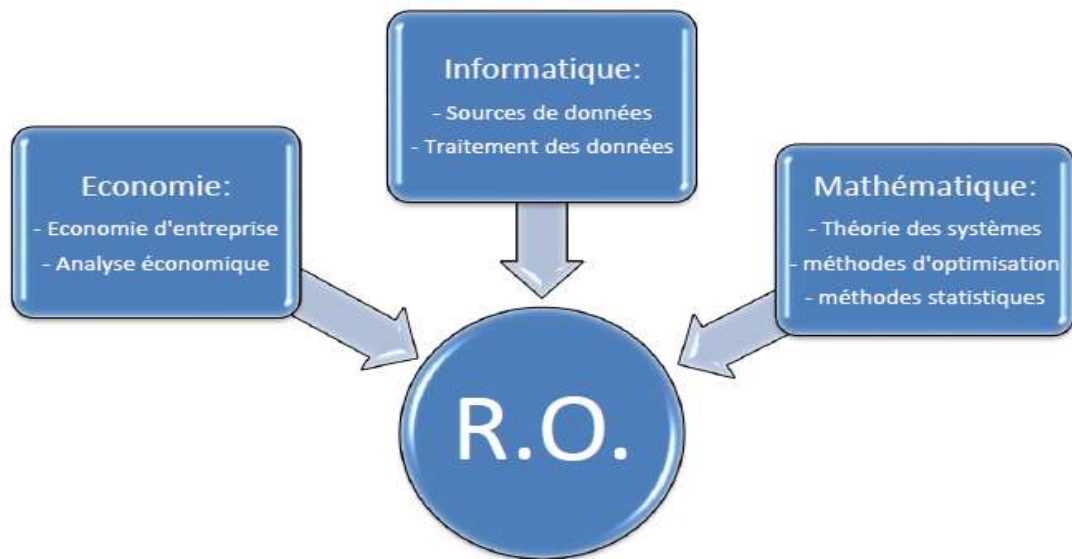 Economie:
- Economie d'entreprise
- Analyse économique
Informatique:
- Sources de données
- Traitement des données
Mathématique:
- Théorie des systèmes
- méthodes d'optimisation
- méthodes statistiques
R.O.